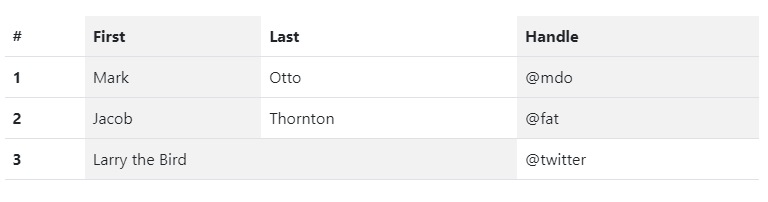 # First Last Handle
1 Mark Otto @mdo
2 Jacob Thornton @fat
3 Larry the Bird @twitter